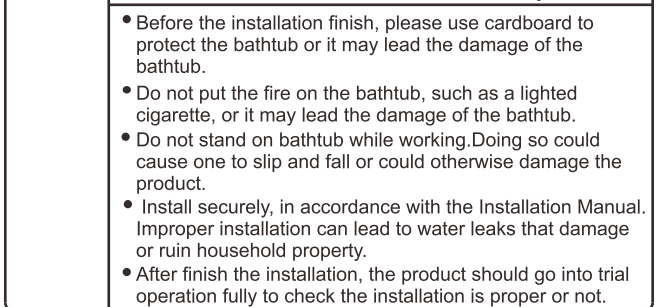 • Before the installation finish, please use cardboard to
protect the bathtub or it may lead the damage of the
bathtub.
• Do not put the fire on the bathtub, such as a lighted
cigarette, or it may lead the damage of the bathtub.
• Do not stand on bathtub while working.Doing so could
cause one to slip and fall or could otherwise damage the
product.
• Install securely, in accordance with the Installation Manual.
Improper installation can lead to water leaks that damage
or ruin household property.
• After finish the installation, the product should go into trial
operation fully to check the installation is proper or not.